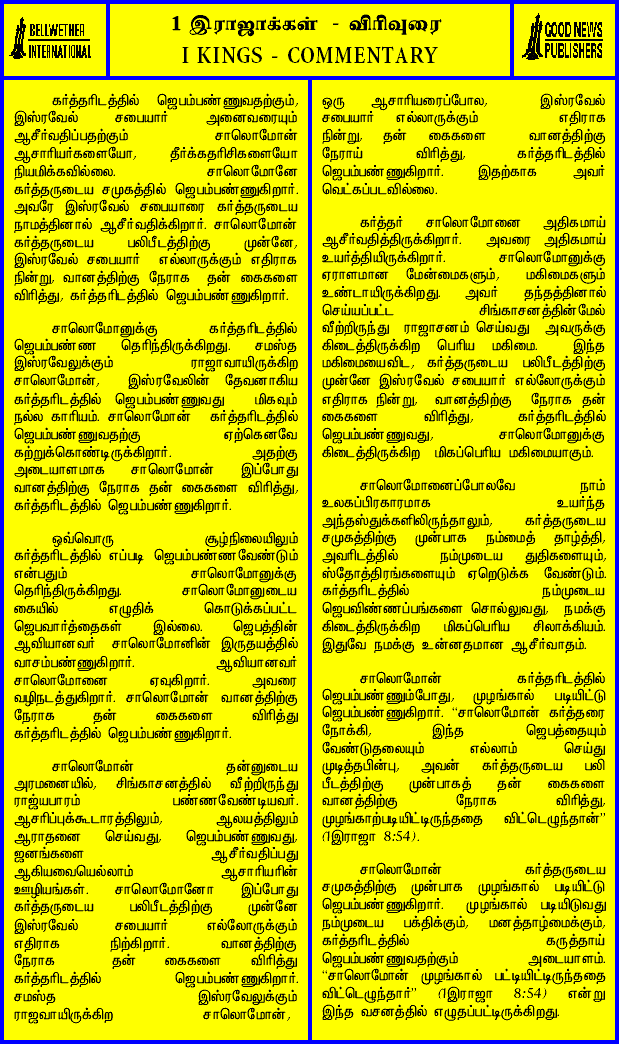 BELLWETHER
INTERNATIONAL
1 இராஜாக்கள் - விரிவுரை
I KINGS - COMMENTARY
GOOD NEWS
PUBLISHERS
கர்த்தரிடத்தில் ஜெபம்பண்ணுவதற்கும்,
இஸ்ரவேல் சபையார் அனைவரையும்
ஆசீர்வதிப்பதற்கும் சாலொமோன்
ஆசாரியர்களையோ, தீர்க்கதரிசிகளையோ
நியமிக்கவில்லை. சாலொமோனே
கர்த்தருடைய சமுகத்தில் ஜெபம்பண்ணுகிறார்.
அவரே இஸ்ரவேல் சபையாரை கர்த்தருடைய
நாமத்தினால் ஆசீர்வதிக்கிறார். சாலொமோன்
கர்த்தருடைய பலிபீடத்திற்கு முன்னே,
இஸ்ரவேல் சபையார் எல்லாருக்கும் எதிராக
நின்று, வானத்திற்கு நேராக தன் கைகளை
விரித்து, கர்த்தரிடத்தில் ஜெபம்பண்ணுகிறார்.
சாலொமோனுக்கு கர்த்தரிடத்தில்
ஜெபம்பண்ண தெரிந்திருக்கிறது. சமஸ்த
இஸ்ரவேலுக்கும் ராஜாவாயிருக்கிற
சாலொமோன், இஸ்ரவேலின் தேவனாகிய
கர்த்தரிடத்தில் ஜெபம்பண்ணுவது மிகவும்
நல்ல காரியம். சாலொமோன் கர்த்தரிடத்தில்
ஜெபம்பண்ணுவதற்கு ஏற்கெனவே
கற்றுக்கொண்டிருக்கிறார். அதற்கு
அடையாளமாக சாலொமோன் இப்போது
வானத்திற்கு நேராக தன் கைகளை விரித்து,
கர்த்தரிடத்தில் ஜெபம்பண்ணுகிறார்.
ஒவ்வொரு சூழ்நிலையிலும்
கர்த்தரிடத்தில் எப்படி ஜெபம்பண்ணவேண்டும்
என்பதும் சாலொமோனுக்கு
தெரிந்திருக்கிறது. சாலொமோனுடைய
கையில் எழுதிக் கொடுக்கப்பட்ட
ஜெபவார்த்தைகள் இல்லை. ஜெபத்தின்
ஆவியானவர் சாலொமோனின் இருதயத்தில்
வாசம்பண்ணுகிறார். ஆவியானவர்
சாலொமோனை ஏவுகிறார். அவரை
வழிநடத்துகிறார். சாலொமோன் வானத்திற்கு
நேராக தன் கைகளை விரித்து
கர்த்தரிடத்தில் ஜெபம்பண்ணுகிறார்.
சாலொமோன் தன்னுடைய
அரமனையில், சிங்காசனத்தில் வீற்றிருந்து
ராஜ்யபாரம் பண்ணவேண்டியவர்.
ஆசரிப்புக்கூடாரத்திலும், ஆலயத்திலும்
ஆராதனை செய்வது, ஜெபம்பண்ணுவது,
ஜனங்களை ஆசீர்வதிப்பது
ஆகியவையெல்லாம் ஆசாரியரின்
ஊழியங்கள். சாலொமோனோ இப்போது
கர்த்தருடைய பலிபீடத்திற்கு முன்னே
இஸ்ரவேல் சபையார் எல்லோருக்கும்
எதிராக நிற்கிறார். வானத்திற்கு
நேராக தன் கைகளை விரித்து
கர்த்தரிடத்தில் ஜெபம்பண்ணுகிறார்.
சமஸ்த இஸ்ரவேலுக்கும்
ராஜவாயிருக்கிற சாலொமோன்,
ஒரு ஆசாரியரைப்போல, இஸ்ரவேல்
சபையார் எல்லாருக்கும் எதிராக
நின்று, தன் கைகளை வானத்திற்கு
நேராய் விரித்து, கர்த்தரிடத்தில்
ஜெபம்பண்ணுகிறார். இதற்காக அவர்
வெட்கப்படவில்லை.
கர்த்தர் சாலொமோனை அதிகமாய்
ஆசீர்வதித்திருக்கிறார். அவரை அதிகமாய்
உயர்த்தியிருக்கிறார். சாலொமோனுக்கு
ஏராளமான மேன்மைகளும், மகிமைகளும்
உண்டாயிருக்கிறது. அவர் தந்தத்தினால்
செய்யப்பட்ட சிங்காசனத்தின்மேல்
வீற்றிருந்து ராஜாசனம் செய்வது அவருக்கு
கிடைத்திருக்கிற பெரிய மகிமை. இந்த
மகிமையைவிட, கர்த்தருடைய பலிபீடத்திற்கு
முன்னே இஸ்ரவேல் சபையார் எல்லோருக்கும்
எதிராக நின்று, வானத்திற்கு நேராக தன்
கைகளை விரித்து, கர்த்தரிடத்தில்
ஜெபம்பண்ணுவது, சாலொமோனுக்கு
கிடைத்திருக்கிற மிகப்பெரிய மகிமையாகும்.
சாலொமோனைப்போலவே நாம்
உலகப்பிரகாரமாக உயர்ந்த
அந்தஸ்துக்களிலிருந்தாலும், கர்த்தருடைய
சமுகத்திற்கு முன்பாக நம்மைத் தாழ்த்தி,
அவரிடத்தில் நம்முடைய துதிகளையும்,
ஸ்தோத்திரங்களையும் ஏறெடுக்க வேண்டும்.
கர்த்தரிடத்தில் நம்முடைய
ஜெபவிண்ணப்பங்களை சொல்லுவது, நமக்கு
கிடைத்திருக்கிற மிகப்பெரிய சிலாக்கியம்.
இதுவே நமக்கு உன்னதமான ஆசீர்வாதம்.
சாலொமோன் கர்த்தரிடத்தில்
ஜெபம்பண்ணும்போது, முழங்கால் படியிட்டு
ஜெபம்பண்ணுகிறார். “சாலொமோன் கர்த்தரை
நோக்கி, இந்த ஜெபத்தையும்
வேண்டுதலையும் எல்லாம் செய்து
முடித்தபின்பு, அவன் கர்த்தருடைய பலி
பீடத்திற்கு முன்பாகத் தன் கைகளை
வானத்திற்கு நேராக விரித்து,
முழங்காற்படியிட்டிருந்ததை விட்டெழுந்தான்”
(1இராஜா 8:54).
சாலொமோன் கர்த்தருடைய
சமுகத்திற்கு முன்பாக முழங்கால் படியிட்டு
ஜெபம்பண்ணுகிறார். முழங்கால் படியிடுவது
நம்முடைய பக்திக்கும், மனத்தாழ்மைக்கும்,
கர்த்தரிடத்தில் கருத்தாய்
ஜெபம்பண்ணுவதற்கும் அடையாளம்.
“சாலொமோன் முழங்கால் பட்டியிட்டிருந்ததை
விட்டெழுந்தார்” (1இராஜா 8:54) என்று
இந்த வசனத்தில் எழுதப்பட்டிருக்கிறது.